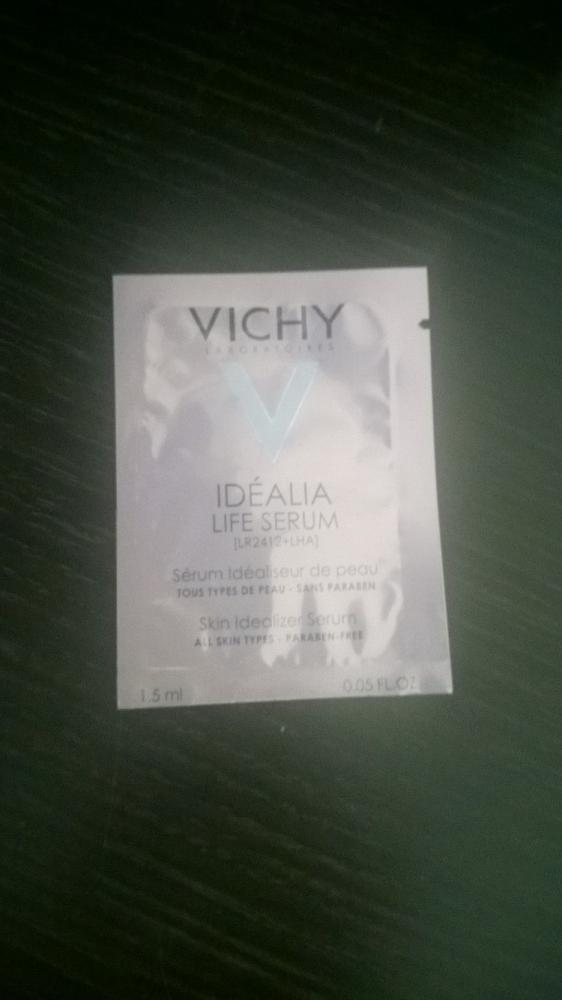 VICHY
LABORATOIRES
IDÉALIA
LIFE SERUM
[LR2412+LHA]
Sérum Idéaliseur de peau
TOUS TYPES DE PEAU - SANS PARABEN
Skin Idealizer Serum
ALL SKIN TYPES - PARABEN-FREE
1.5 ml 0.05 FL.OZ